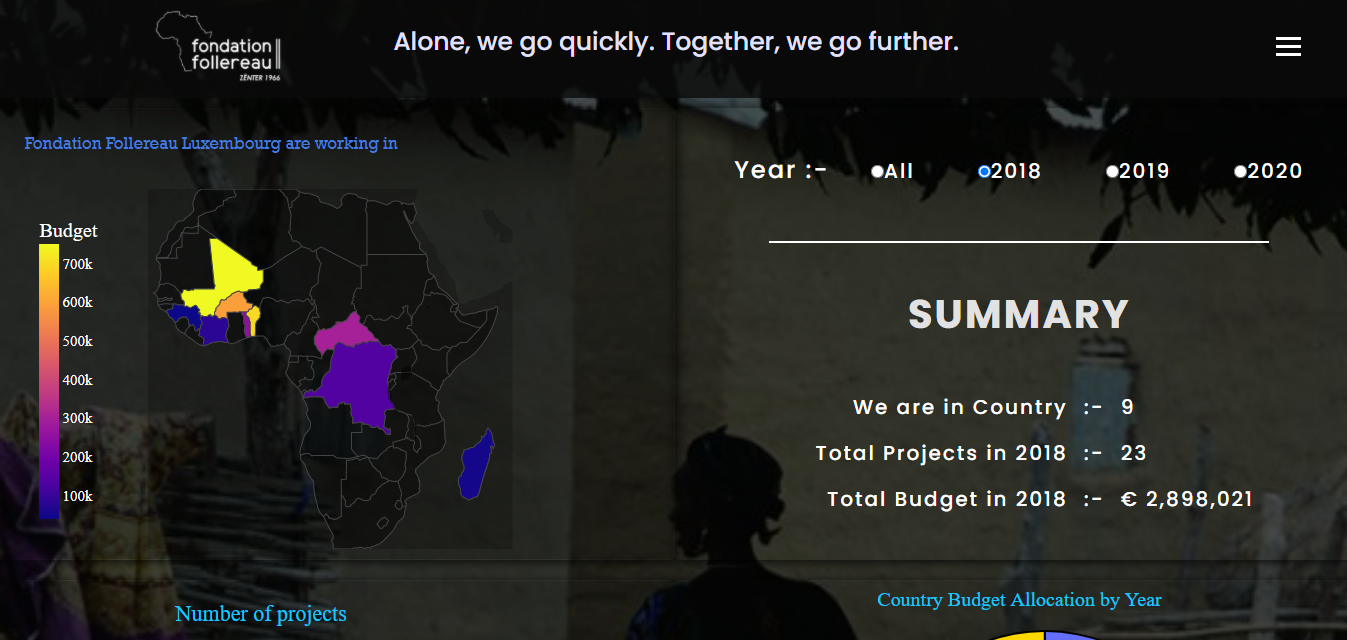 fondation
follereau
ZËNTER 1966
Alone, we go quickly. Together, we go further.
Fondation Follereau Luxembourg are working in
Budget
700k
600k
500k
400k
300k
200k
100k
Year :- All 2018 2019 2020
SUMMARY
We are in Country :- 9
Total Projects in 2018 :- 23
Total Budget in 2018 :- € 2,898,021
Number of projects
Country Budget Allocation by Year